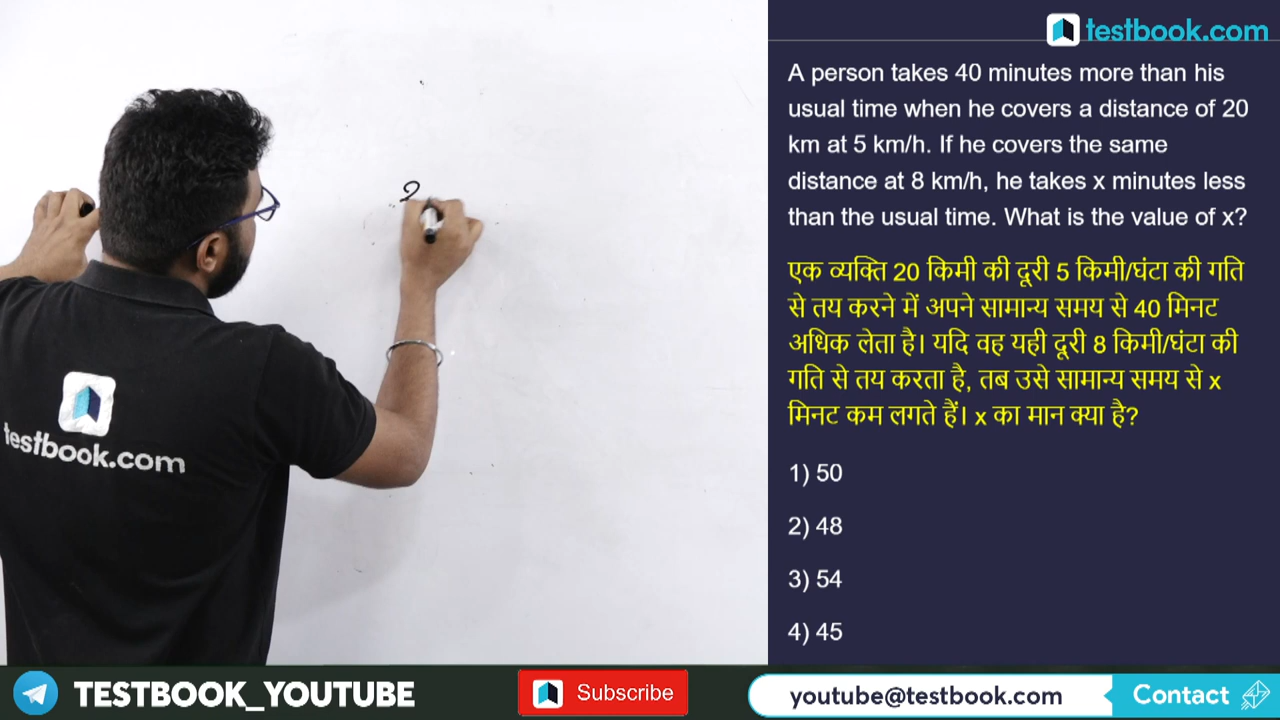 testbook.com
A person takes 40 minutes more than his
usual time when he covers a distance of 20
km at 5 km/h. If he covers the same
distance at 8 km/h, he takes x minutes less
than the usual time. What is the value of x?
एक व्यक्ति 20 किमी की दूरी 5 किमी/घंटा की गति
से तय करने में अपने सामान्य समय से 40 मिनट
अधिक लेता है। यदि वह यही दूरी 8 किमी/घंटा की
गति से तय करता है, तब उसे सामान्य समय से x
मिनट कम लगते हैं। x का मान क्या है?
1) 50
2) 48
3) 54
4) 45
2
testbook.com
TESTBOOK_YOUTUBE
Subscribe
youtube@testbook.com
Contact